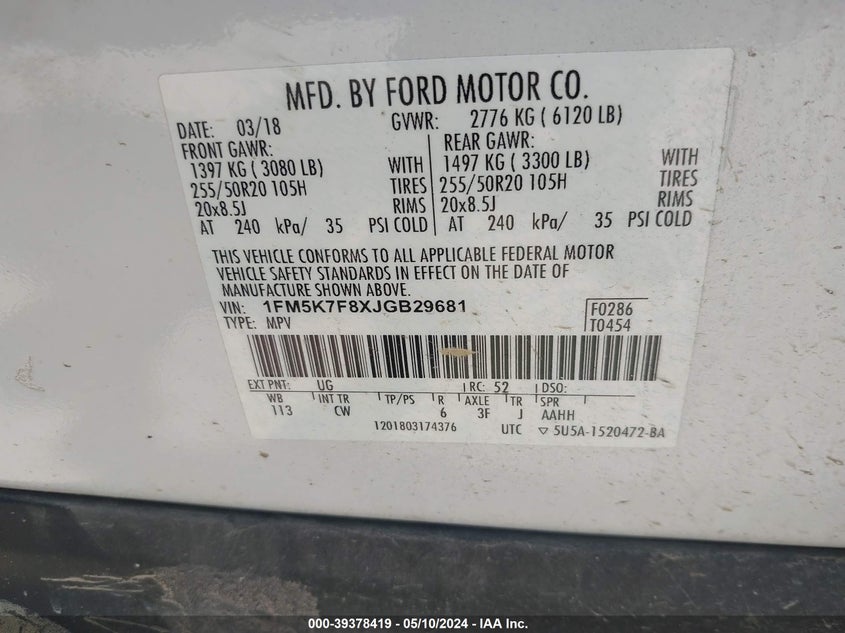 MFD. BY FORD MOTOR CO.
DATE: 03/18 GVWR: 2776 KG ( 6120 LB)
FRONT GAWR: REAR GAWR:
1397 KG ( 3080 LB) WITH 1497 KG ( 3300 LB) WITH
255/50R20 105H TIRES 255/50R20 105H TIRES
20x8.5J RIMS 20x8.5J RIMS
AT 240 kPa/ 35 PSI COLD AT 240 kPa/ 35 PSI COLD
THIS VEHICLE CONFORMS TO ALL APPLICABLE FEDERAL MOTOR
VEHICLE SAFETY STANDARDS IN EFFECT ON THE DATE OF
MANUFACTURE SHOWN ABOVE.
VIN: 1FM5K7F8XJGB29681 F0286
TYPE: MPV T0454
EXT PNT: UG RC: 52 DSO:
WB INT TR TP/PS R AXLE TR SPR
113 CW 6 3F J AAHH
1201803174376 UTC ▽ 5U5A-1520472-BA
000-39378419 - 05/10/2024 - IAA Inc.